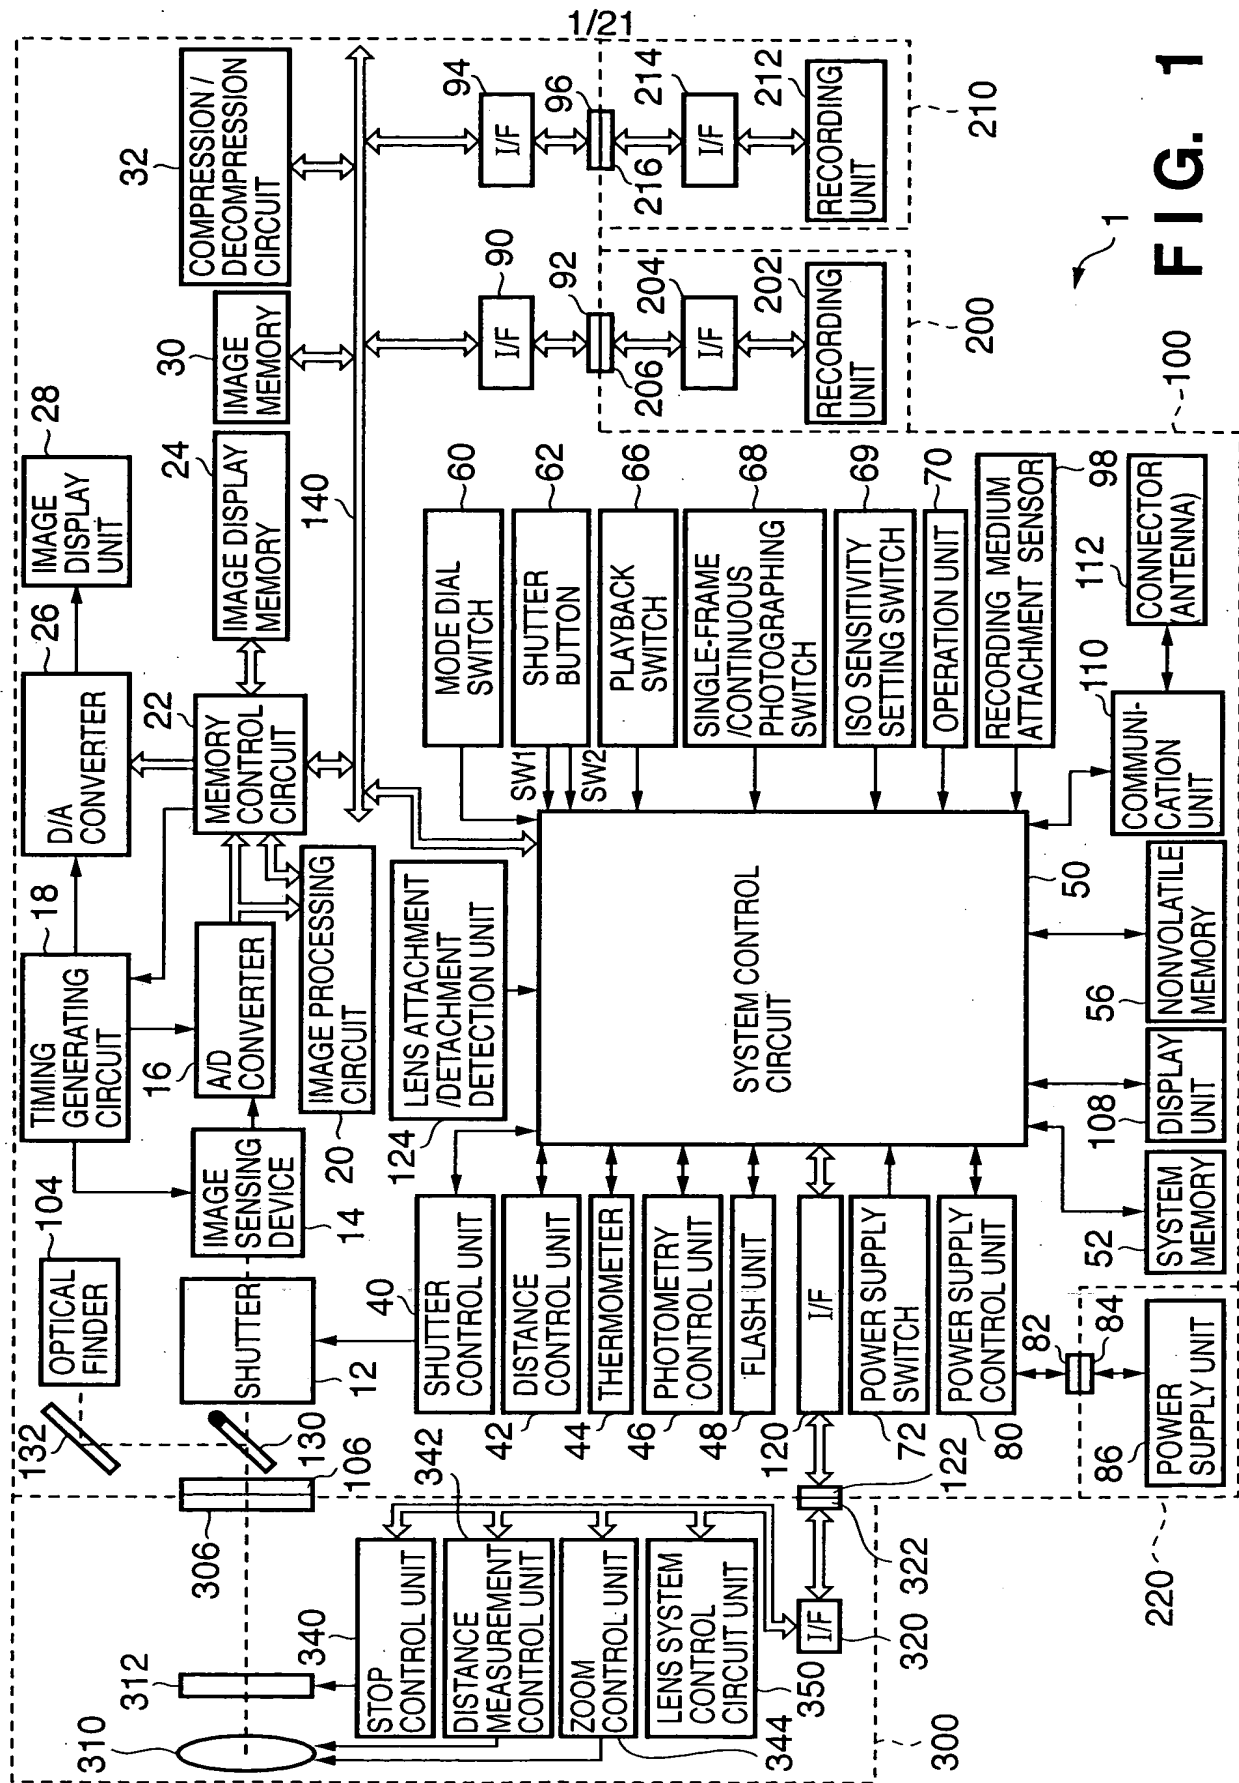 1/21
310
312
306
132
130
106
OPTICAL
FINDER
104
SHUTTER
12
IMAGE
SENSING
DEVICE
14
TIMING
GENERATING
CIRCUIT
18
A/D
CONVERTER
16
IMAGE PROCESSING
CIRCUIT
20
D/A
CONVERTER
26
MEMORY
CONTROL
CIRCUIT
22
IMAGE
DISPLAY
UNIT
28
IMAGE DISPLAY
MEMORY
24
IMAGE
MEMORY
30
COMPRESSION/
DECOMPRESSION
CIRCUIT
32
140
STOP
CONTROL UNIT
340
DISTANCE
MEASUREMENT
CONTROL UNIT
342
ZOOM
CONTROL UNIT
344
LENS SYSTEM
CONTROL
CIRCUIT UNIT
350
I/F
320
322
122
300
SHUTTER
CONTROL UNIT
40
DISTANCE
CONTROL UNIT
42
THERMOMETER
44
PHOTOMETRY
CONTROL UNIT
46
FLASH UNIT
48
I/F
120
POWER SUPPLY
SWITCH
72
POWER SUPPLY
CONTROL UNIT
80
82
84
POWER
SUPPLY UNIT
86
220
LENS ATTACHMENT
/DETACHMENT
DETECTION UNIT
124
SYSTEM CONTROL
CIRCUIT
50
SYSTEM
MEMORY
52
DISPLAY
UNIT
108
NONVOLATILE
MEMORY
56
COMMUNI-
CATION
UNIT
110
CONNECTOR
(ANTENNA)
112
MODE DIAL
SWITCH
60
SHUTTER
BUTTON
62
SW1
SW2
PLAYBACK
SWITCH
66
SINGLE-FRAME
/CONTINUOUS
PHOTOGRAPHING
SWITCH
68
ISO SENSITIVITY
SETTING SWITCH
69
OPERATION UNIT
70
RECORDING MEDIUM
ATTACHMENT SENSOR
98
100
I/F
90
92
206
I/F
204
RECORDING
UNIT
202
200
I/F
94
96
216
I/F
214
RECORDING
UNIT
212
210
1
FIG. 1